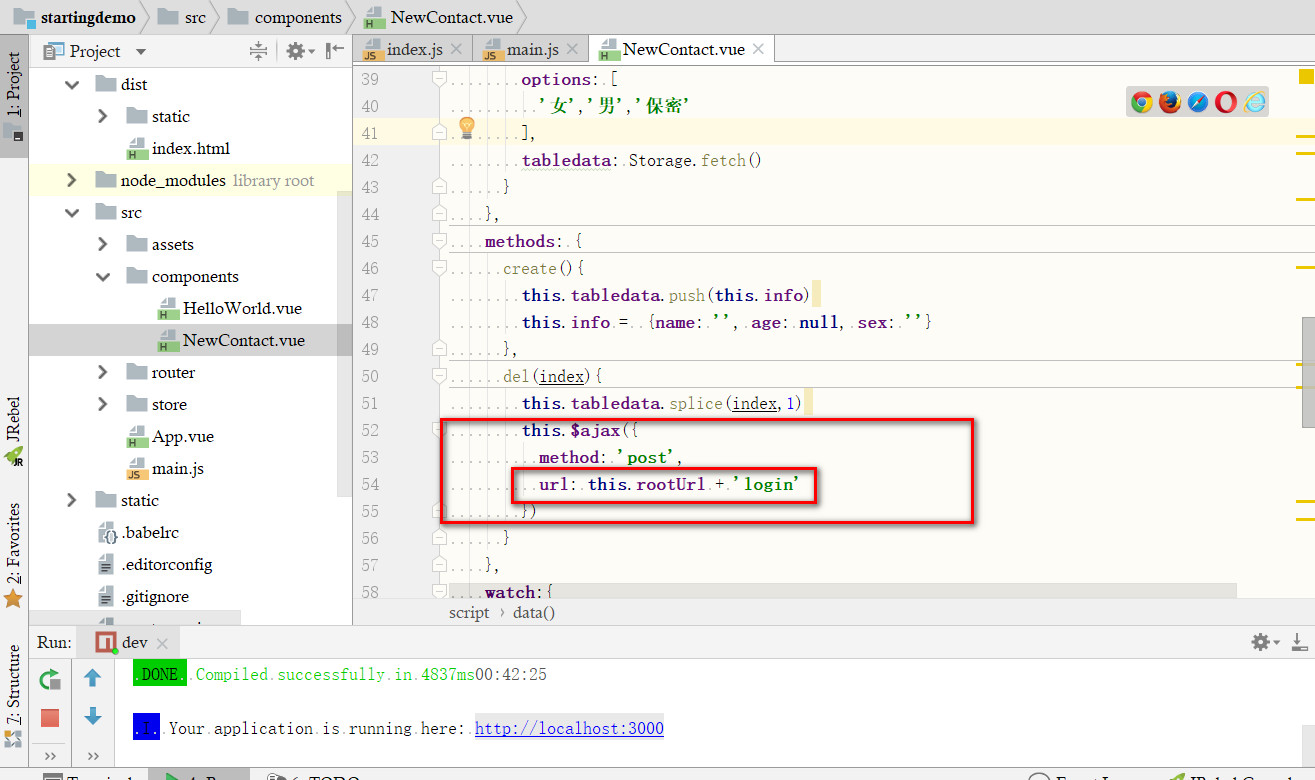 startingdemo src components NewContact.vue
1: Project
JRebel
2: Favorites
7: Structure
Project
dist
static
index.html
node_modules library root
src
assets
components
HelloWorld.vue
NewContact.vue
router
store
App.vue
main.js
static
.babelrc
.editorconfig
.gitignore
index.js main.js NewContact.vue
39 options: [
40 '女','男','保密'
41 ],
42 tabledata: Storage.fetch()
43 }
44 },
45 methods: {
46 create(){
47 this.tabledata.push(this.info)
48 this.info = {name: '', age: null, sex: ''}
49 },
50 del(index){
51 this.tabledata.splice(index,1)
52 this.$ajax({
53 method: 'post',
54 url: this.rootUrl + 'login'
55 })
56 }
57 },
58 watch:{
script › data()
Run: dev
DONE Compiled successfully in 4837ms00:42:25
I Your application is running here: http://localhost:3000